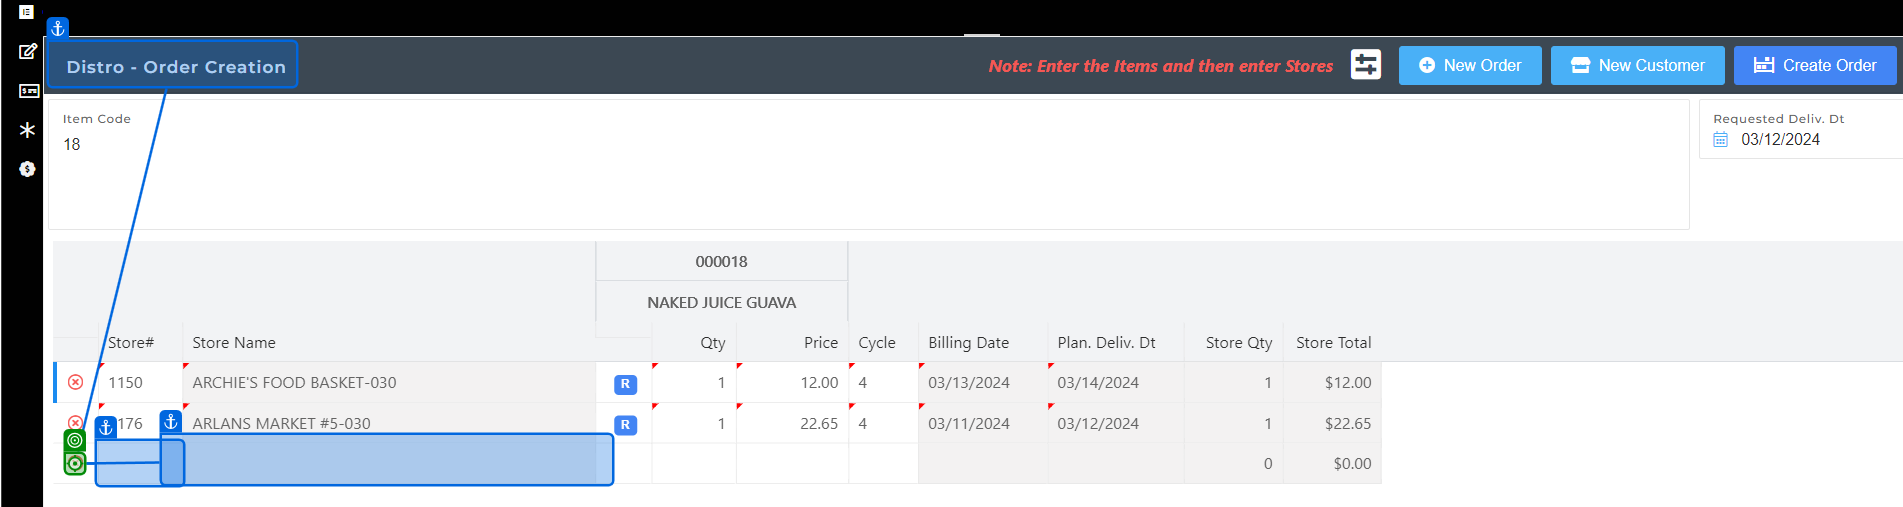 Distro - Order Creation
Note: Enter the Items and then enter Stores
New Order
New Customer
Create Order
Item Code
18
Requested Deliv. Dt
03/12/2024
000018
NAKED JUICE GUAVA
Store# Store Name Qty Price Cycle Billing Date Plan. Deliv. Dt Store Qty Store Total
1150 ARCHIE'S FOOD BASKET-030 R 1 12.00 4 03/13/2024 03/14/2024 1 $12.00
176 ARLANS MARKET #5-030 R 1 22.65 4 03/11/2024 03/12/2024 1 $22.65
0 $0.00